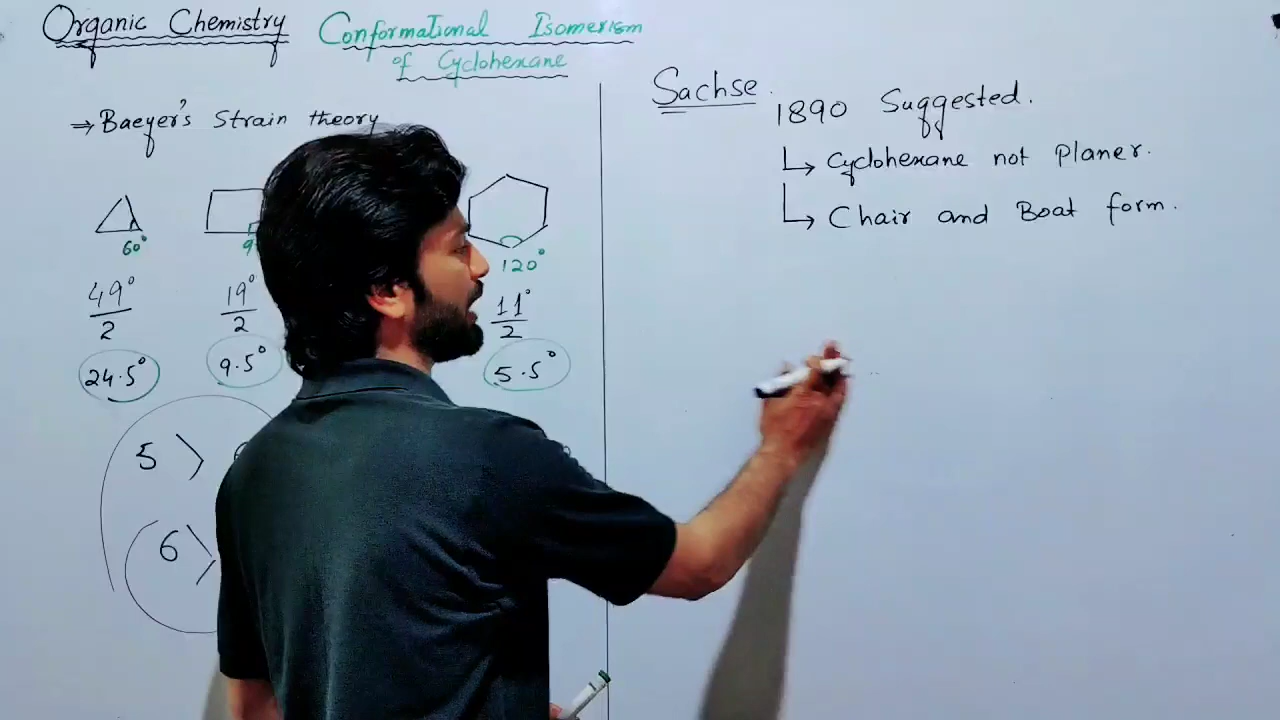 Organic Chemistry Conformational Isomerism
of Cyclohexane
⇒ Baeyer's Strain theory
60° 9 120°
49°/2 19°/2 11°/2
24.5° 9.5° 5.5°
5 >
6 >
Sachse.
1890 Suggested.
↳ Cyclohexane not Planer.
↳ Chair and Boat form.